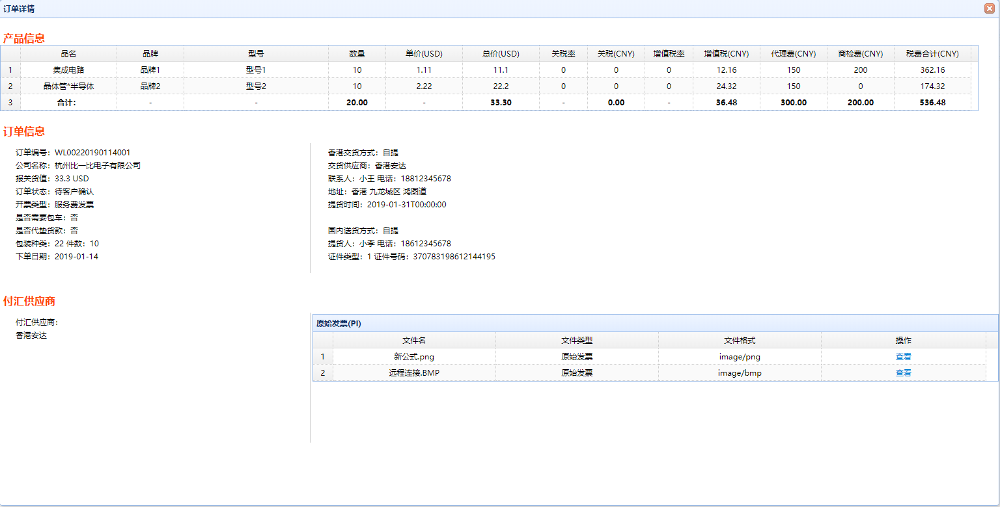 订单详情
产品信息
品名 品牌 型号 数量 单价(USD) 总价(USD) 关税率 关税(CNY) 增值税率 增值税(CNY) 代理费(CNY) 商检费(CNY) 税费合计(CNY)
1 集成电路 品牌1 型号1 10 1.11 11.1 0 0 0 12.16 150 200 362.16
2 晶体管*半导体 品牌2 型号2 10 2.22 22.2 0 0 0 24.32 150 0 174.32
3 合计： - - 20.00 - 33.30 - 0.00 - 36.48 300.00 200.00 536.48
订单信息
订单编号：WL00220190114001
公司名称：杭州比一比电子有限公司
报关货值：33.3 USD
订单状态：待客户确认
开票类型：服务费发票
是否需要包车：否
是否代垫货款：否
包装种类：22 件数：10
下单日期：2019-01-14
香港交货方式：自提
交货供应商：香港安达
联系人：小王 电话：18812345678
地址：香港 九龙城区 鸿图道
提货时间：2019-01-31T00:00:00
国内送货方式：自提
提货人：小李 电话：18612345678
证件类型：1 证件号码：370783198612144195
付汇供应商
付汇供应商：
香港安达
原始发票(PI)
文件名 文件类型 文件格式 操作
1 新公式.png 原始发票 image/png 查看
2 远程连接.BMP 原始发票 image/bmp 查看